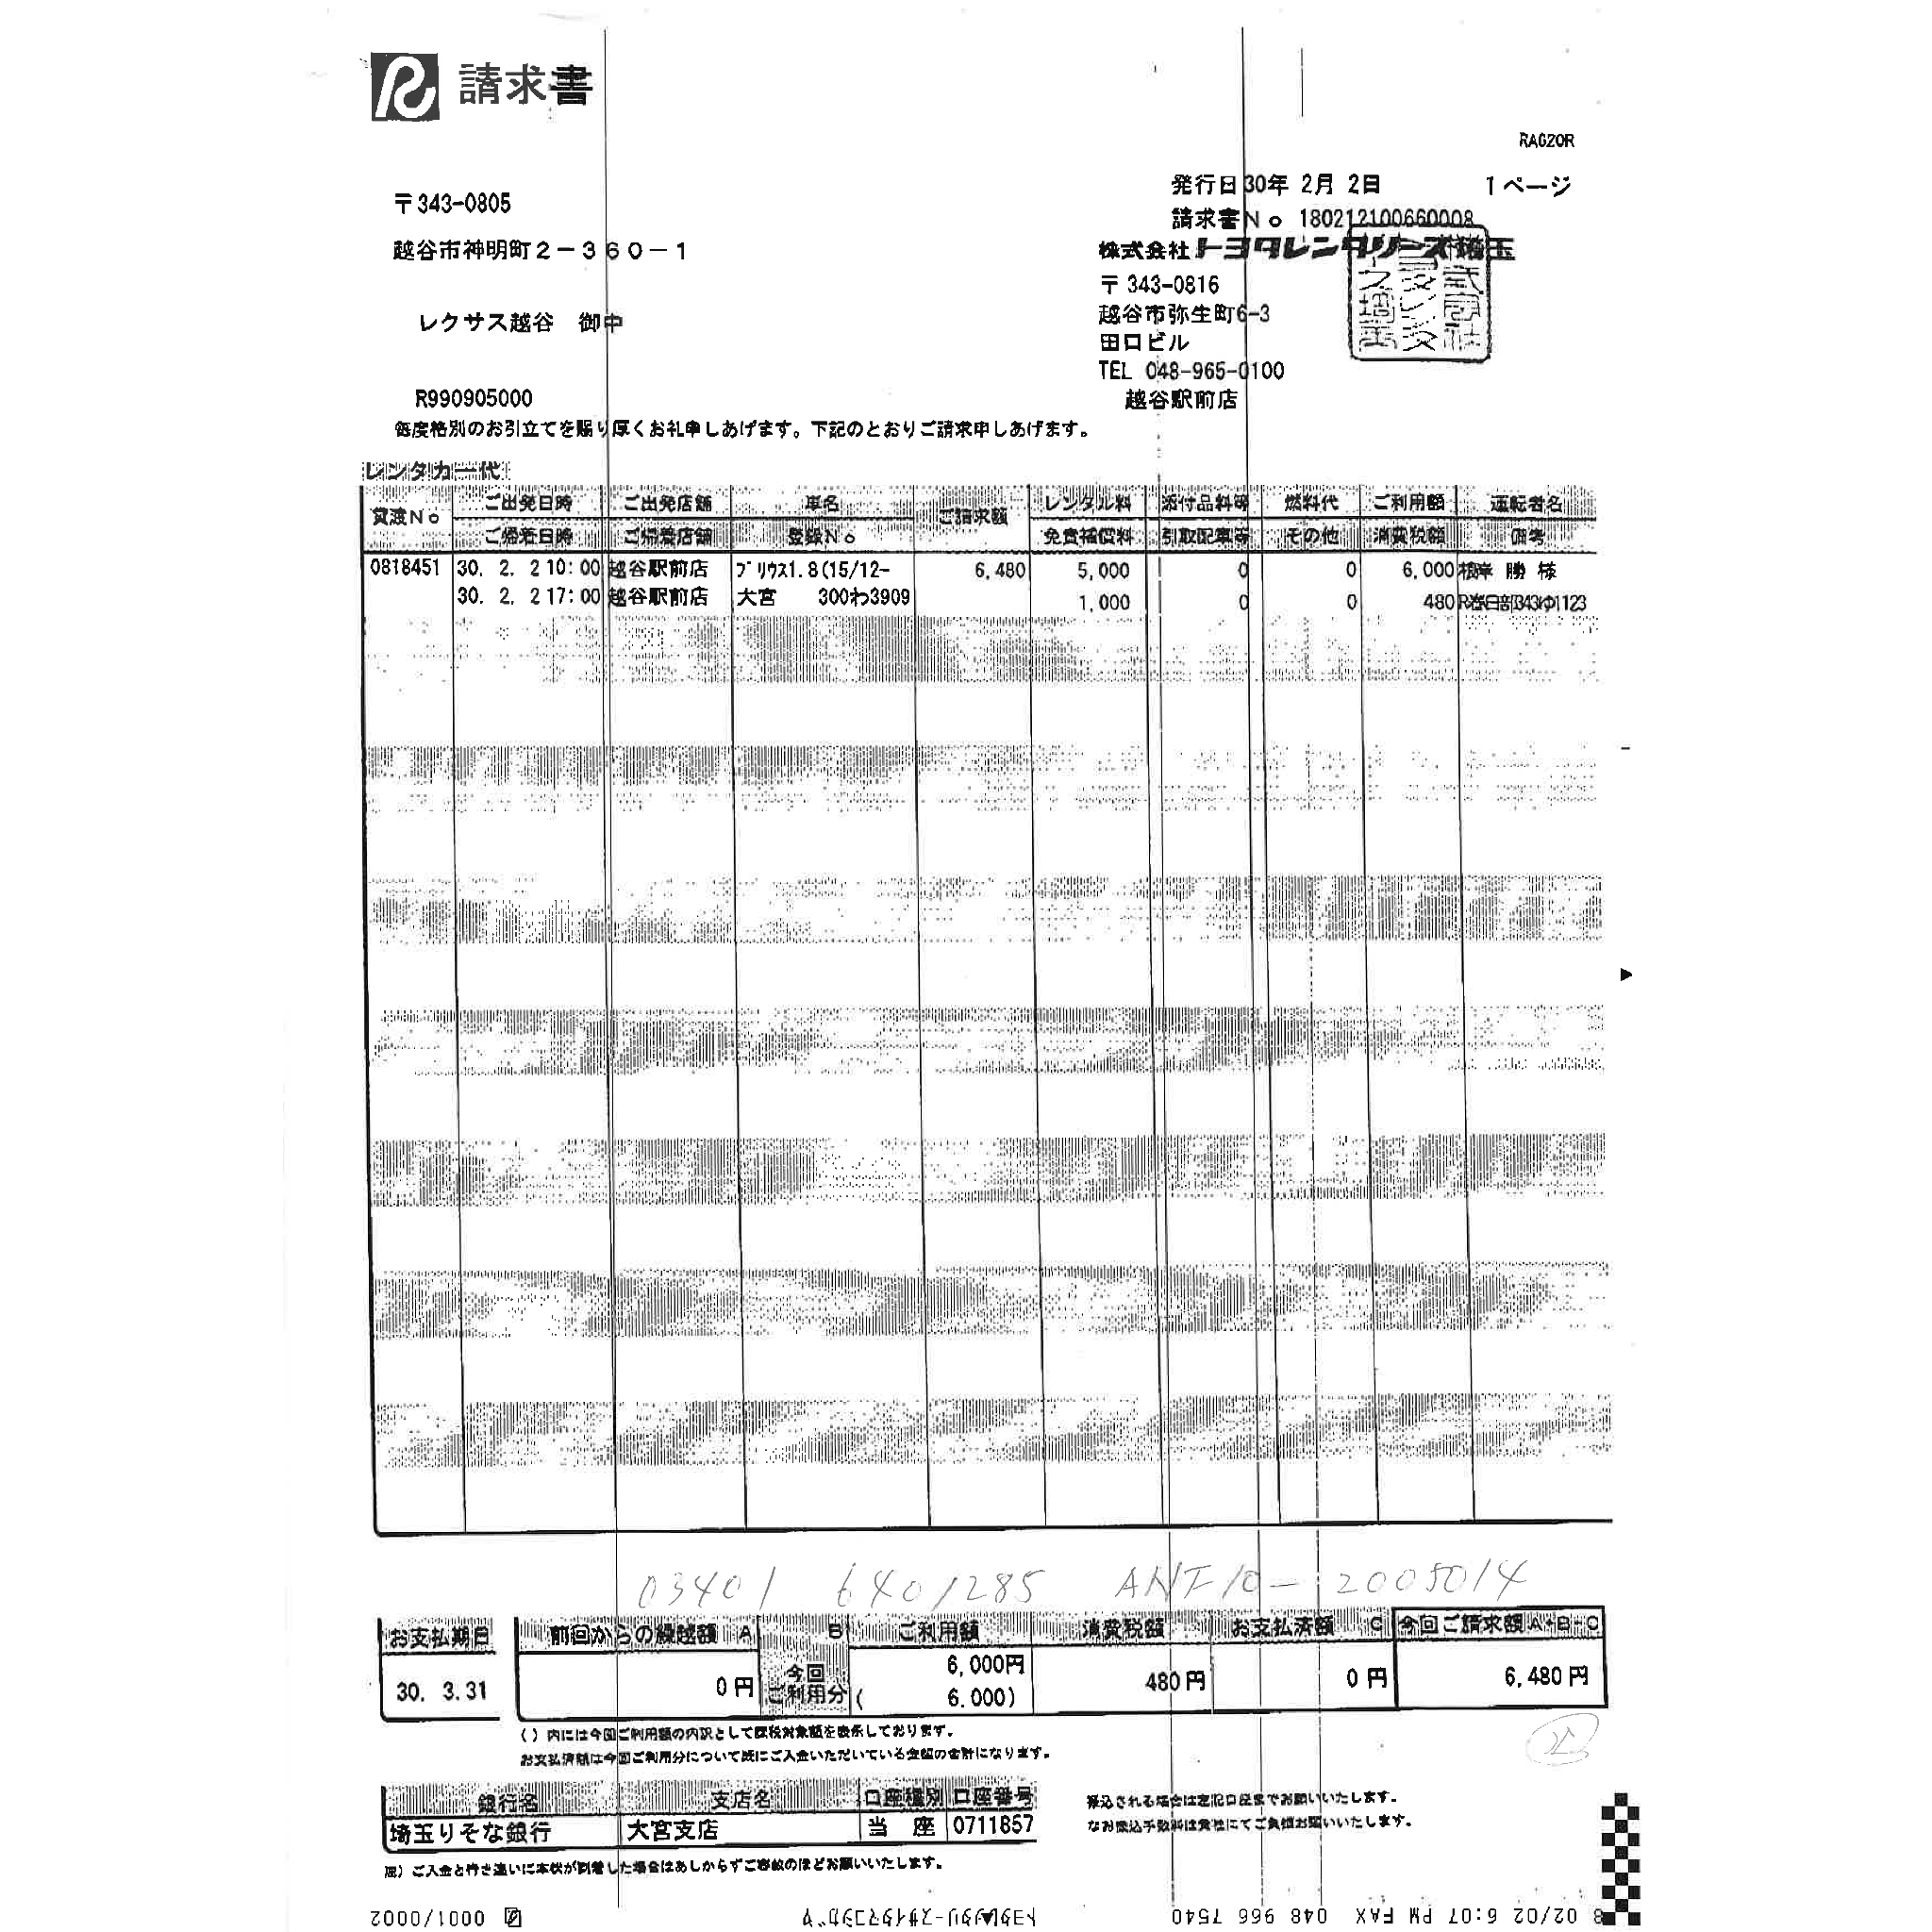 請求書
RAG20R
発行日 30年 2月 2日 1ページ
請求書No 180212100660008
〒343-0805
越谷市神明町2-360-1
レクサス越谷 御中
R990905000
株式会社トヨタレンタリース埼玉
〒 343-0816
越谷市弥生町6-3
田口ビル
TEL 048-965-0100
越谷駅前店
毎度格別のお引立てを賜り厚くお礼申しあげます。下記のとおりご請求申しあげます。
レンタカー代
貸渡No ご出発日時 ご出発店舗 車名 ご請求額 レンタル料 添付品料等 燃料代 ご利用額 運転者名
ご帰着日時 ご帰着店舗 登録No 免責補償料 引取配車等 その他 消費税額 備考
0818451 30. 2. 2 10:00 越谷駅前店 プリウス1.8(15/12- 6,480 5,000 0 0 6,000 根岸 勝 様
30. 2. 2 17:00 越谷駅前店 大宮 300わ3909 1,000 0 0 480 R春日部343ゆ1123
03401 6401285 ANF10-2005014
お支払期日 前回からの繰越額 A B ご利用額 消費税額 お支払済額 C 今回ご請求額A+B-C
30. 3.31 0円 今回ご利用分 6,000円 480円 0円 6,480円
( 6,000)
( ) 内には今回ご利用額の内訳として課税対象額を表示しております。
お支払済額は今回ご利用分について既にご入金いただいている金額の合計になります。
銀行名 支店名 口座種別 口座番号
埼玉りそな銀行 大宮支店 当座 0711857
振込される場合は左記口座までお願いいたします。
なお振込手数料は貴社にてご負担お願いいたします。
注) ご入金と行き違いに本状が到着した場合はあしからずご容赦のほどお願いいたします。
02/02 6:07 PM FAX 048 966 7540
0001/0002